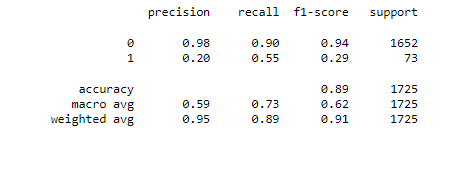 precision recall f1-score support
0 0.98 0.90 0.94 1652
1 0.20 0.55 0.29 73
accuracy 0.89 1725
macro avg 0.59 0.73 0.62 1725
weighted avg 0.95 0.89 0.91 1725